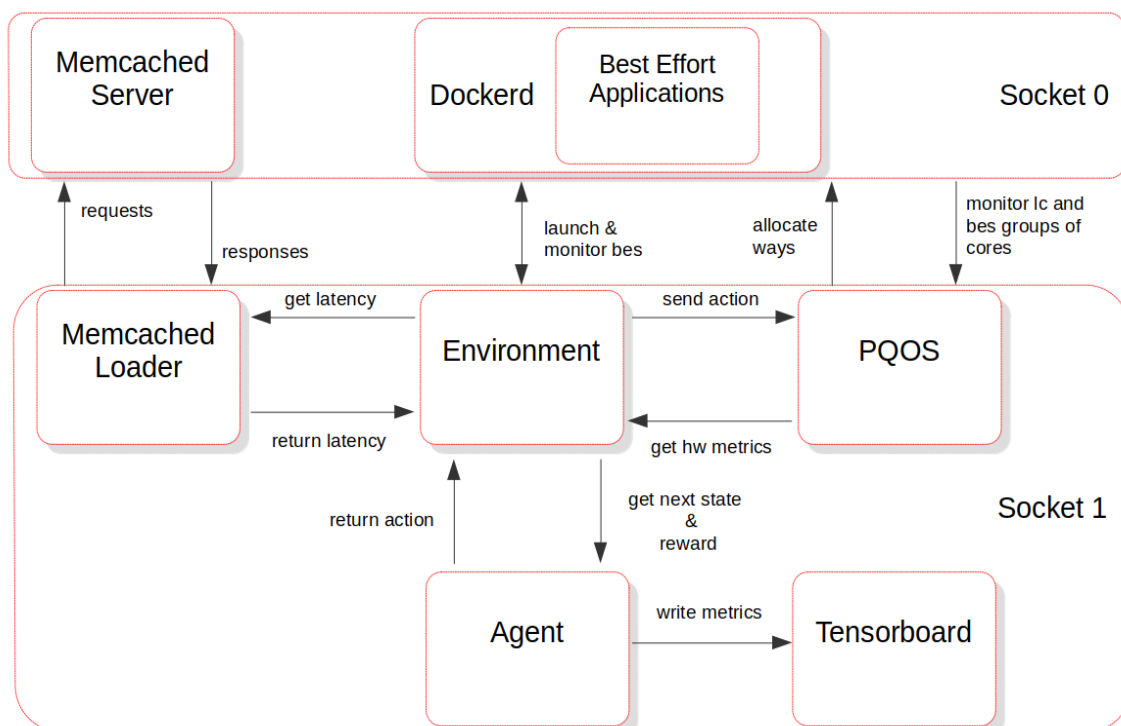 Memcached
Server
Dockerd
Best Effort
Applications
Socket 0
requests
responses
launch &
monitor bes
allocate
ways
monitor lc and
bes groups of
cores
get latency
send action
Memcached
Loader
Environment
PQOS
return latency
get hw metrics
return action
get next state
&
reward
Socket 1
Agent
write metrics
Tensorboard